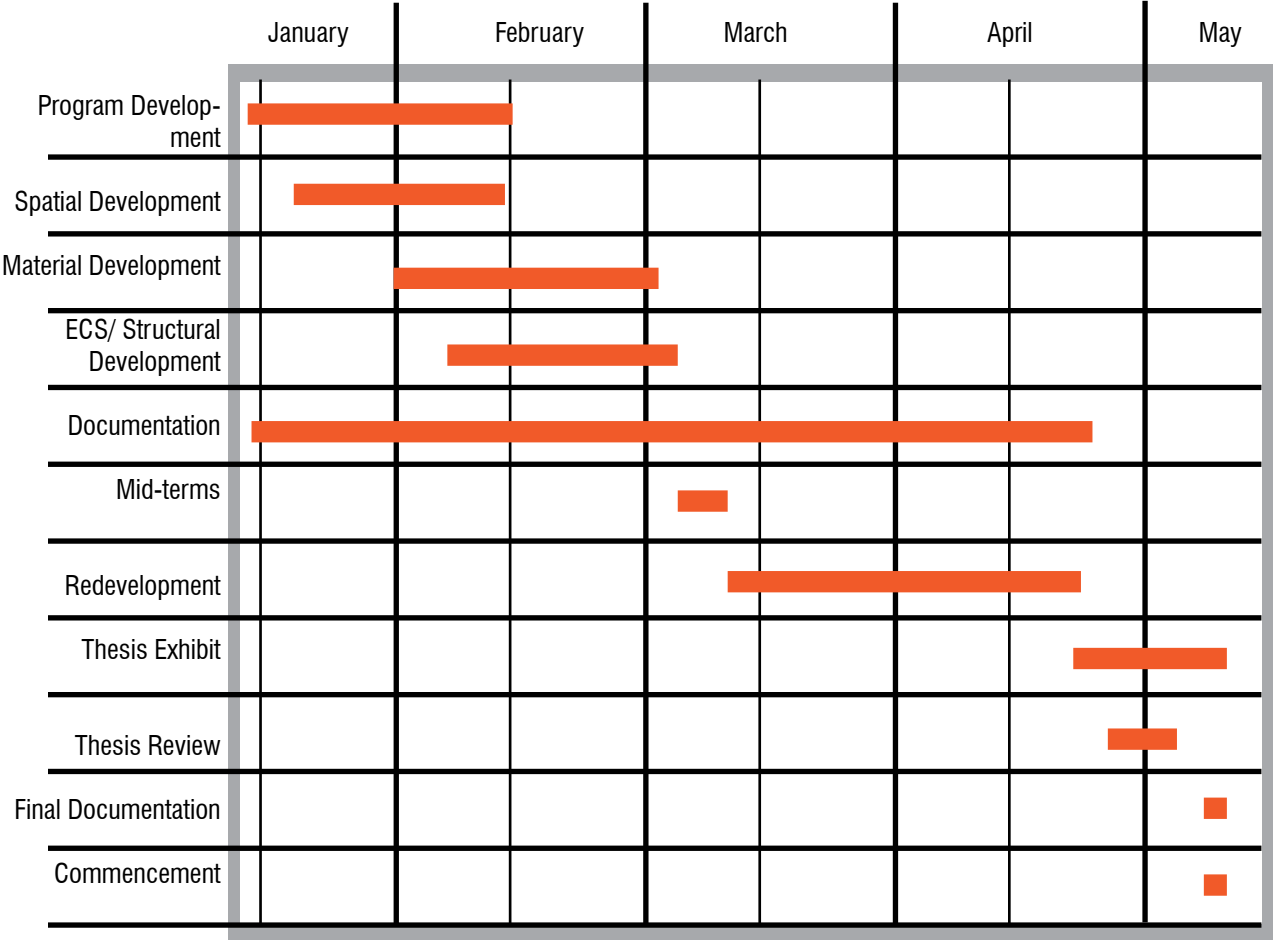 January February March April May
Program Develop-
ment
Spatial Development
Material Development
ECS/ Structural
Development
Documentation
Mid-terms
Redevelopment
Thesis Exhibit
Thesis Review
Final Documentation
Commencement